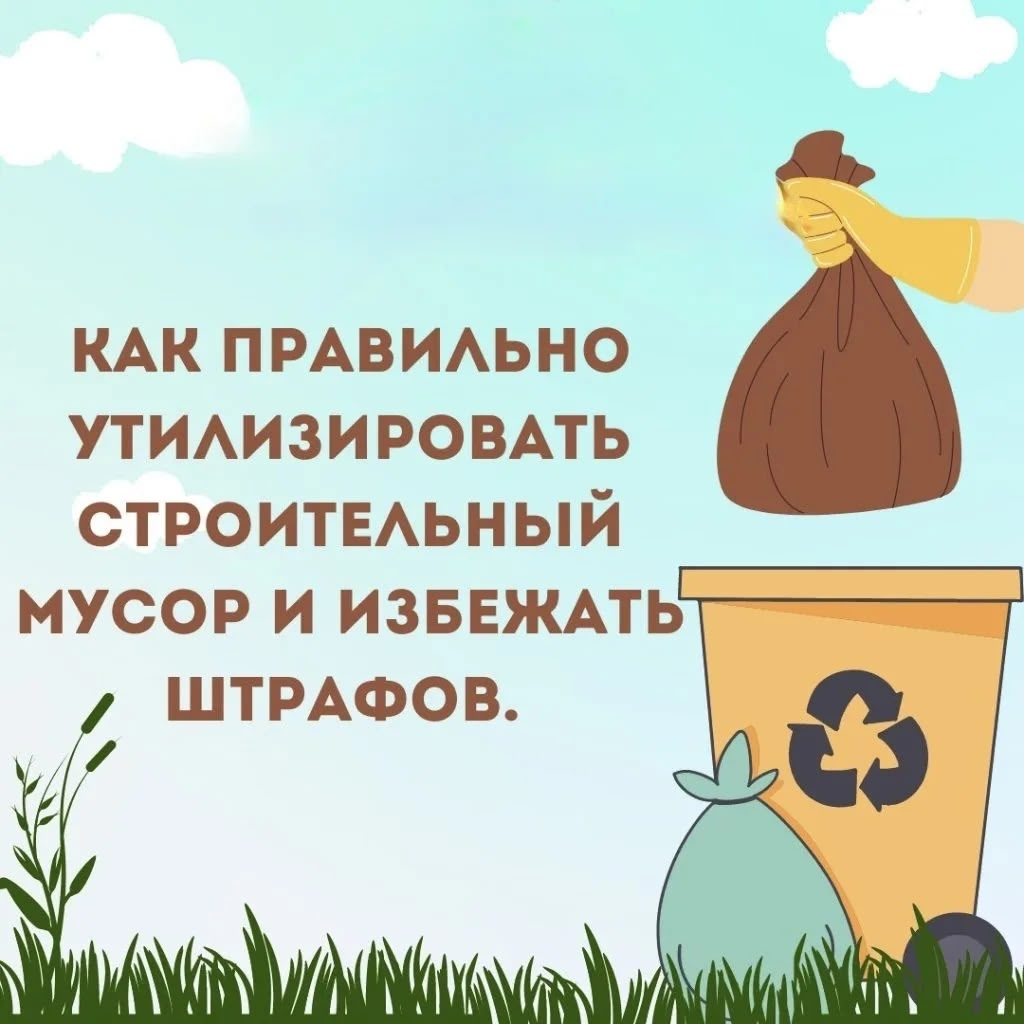 КАК ПРАВИЛЬНО
УТИЛИЗИРОВАТЬ
СТРОИТЕЛЬНЫЙ
МУСОР И ИЗБЕЖАТЬ
ШТРАФОВ.